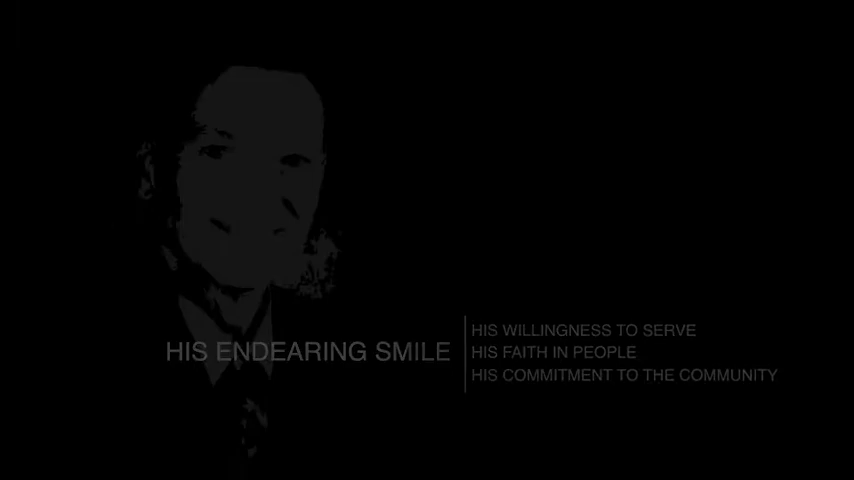 HIS ENDEARING SMILE
HIS WILLINGNESS TO SERVE
HIS FAITH IN PEOPLE
HIS COMMITMENT TO THE COMMUNITY